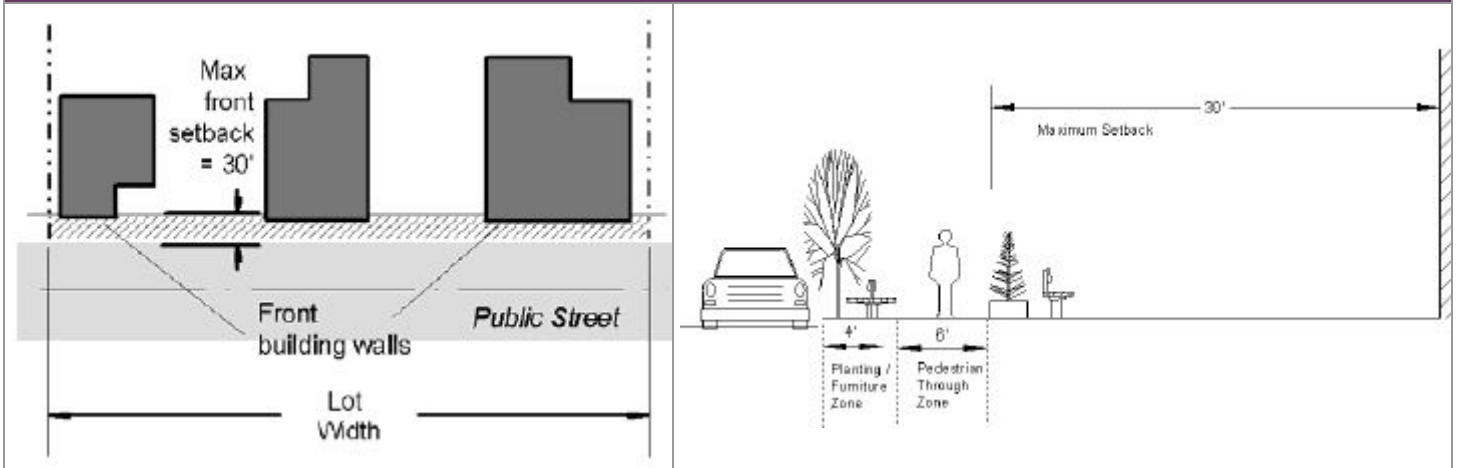 Max
front
setback
= 30'
Front
building walls
Public Street
Lot
Width
30'
Maximum Setback
4'
6'
Planting /
Furniture
Zone
Pedestrian
Through
Zone